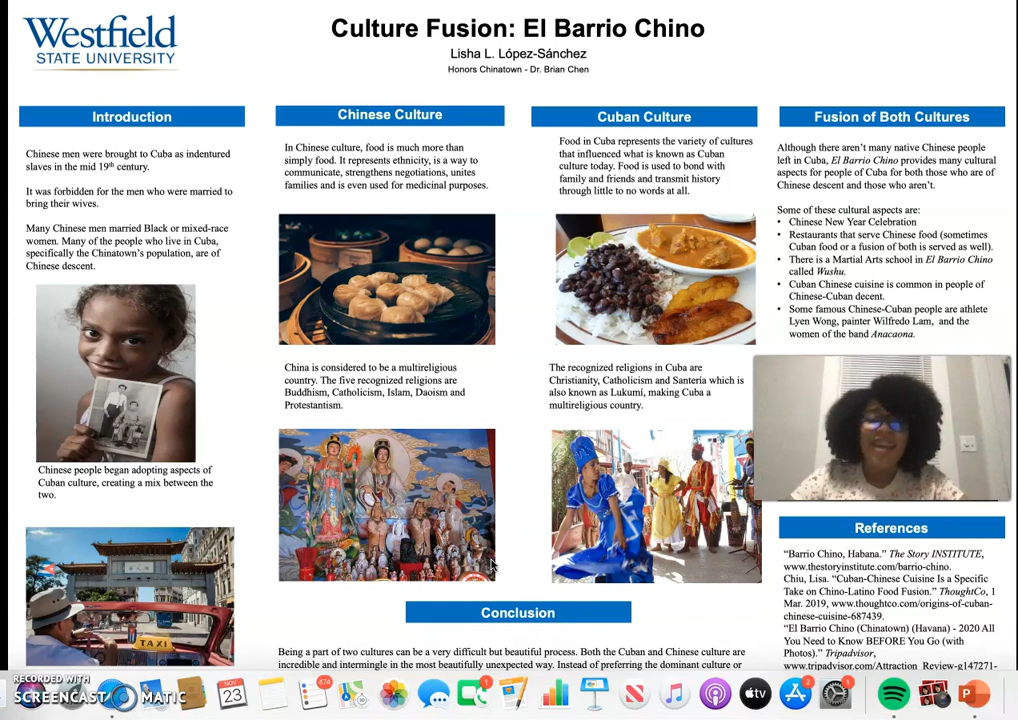 Westfield
STATE UNIVERSITY
Culture Fusion: El Barrio Chino
Lisha L. López-Sánchez
Honors Chinatown - Dr. Brian Chen
Introduction
Chinese men were brought to Cuba as indentured
slaves in the mid 19th century.
It was forbidden for the men who were married to
bring their wives.
Many Chinese men married Black or mixed-race
women. Many of the people who live in Cuba,
specifically the Chinatown's population, are of
Chinese descent.
Chinese people began adopting aspects of
Cuban culture, creating a mix between the
two.
TAXI
Chinese Culture
In Chinese culture, food is much more than
simply food. It represents ethnicity, is a way to
communicate, strengthens negotiations, unites
families and is even used for medicinal purposes.
China is considered to be a multireligious
country. The five recognized religions are
Buddhism, Catholicism, Islam, Daoism and
Protestantism.
Cuban Culture
Food in Cuba represents the variety of cultures
that influenced what is known as Cuban
culture today. Food is used to bond with
family and friends and transmit history
through little to no words at all.
The recognized religions in Cuba are
Christianity, Catholicism and Santería which is
also known as Lukumí, making Cuba a
multireligious country.
Conclusion
Being a part of two cultures can be a very difficult but beautiful process. Both the Cuban and Chinese culture are
incredible and intermingle in the most beautifully unexpected way. Instead of preferring the dominant culture or
Fusion of Both Cultures
Although there aren't many native Chinese people
left in Cuba, El Barrio Chino provides many cultural
aspects for people of Cuba for both those who are of
Chinese descent and those who aren't.
Some of these cultural aspects are:
• Chinese New Year Celebration
• Restaurants that serve Chinese food (sometimes
Cuban food or a fusion of both is served as well).
• There is a Martial Arts school in El Barrio Chino
called Wushu.
• Cuban Chinese cuisine is common in people of
Chinese-Cuban decent.
• Some famous Chinese-Cuban people are athlete
Lyen Wong, painter Wilfredo Lam, and the
women of the band Anacaona.
References
“Barrio Chino, Habana.” The Story INSTITUTE,
www.thestoryinstitute.com/barrio-chino.
Chiu, Lisa. “Cuban-Chinese Cuisine Is a Specific
Take on Chino-Latino Food Fusion.” ThoughtCo, 1
Mar. 2019, www.thoughtco.com/origins-of-cuban-
chinese-cuisine-687439.
“El Barrio Chino (Chinatown) (Havana) - 2020 All
You Need to Know BEFORE You Go (with
Photos).” Tripadvisor,
www.tripadvisor.com/Attraction_Review-g147271-
RECORDED WITH
SCREENCAST MATIC
NOV
23
474
1
tv
2
1
P